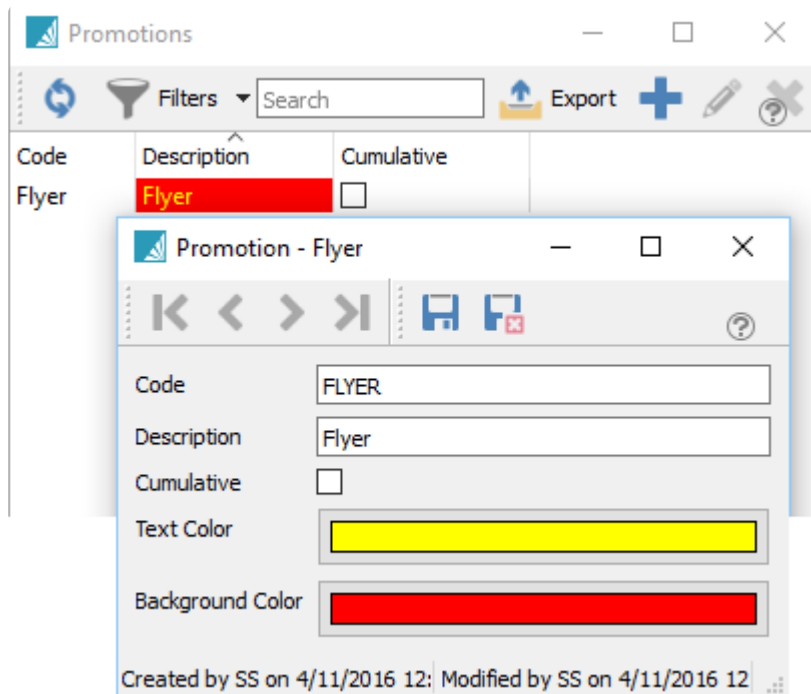 Promotions
Filters Search Export
Code Description Cumulative
Flyer Flyer
Promotion - Flyer
Code FLYER
Description Flyer
Cumulative
Text Color
Background Color
Created by SS on 4/11/2016 12: Modified by SS on 4/11/2016 12